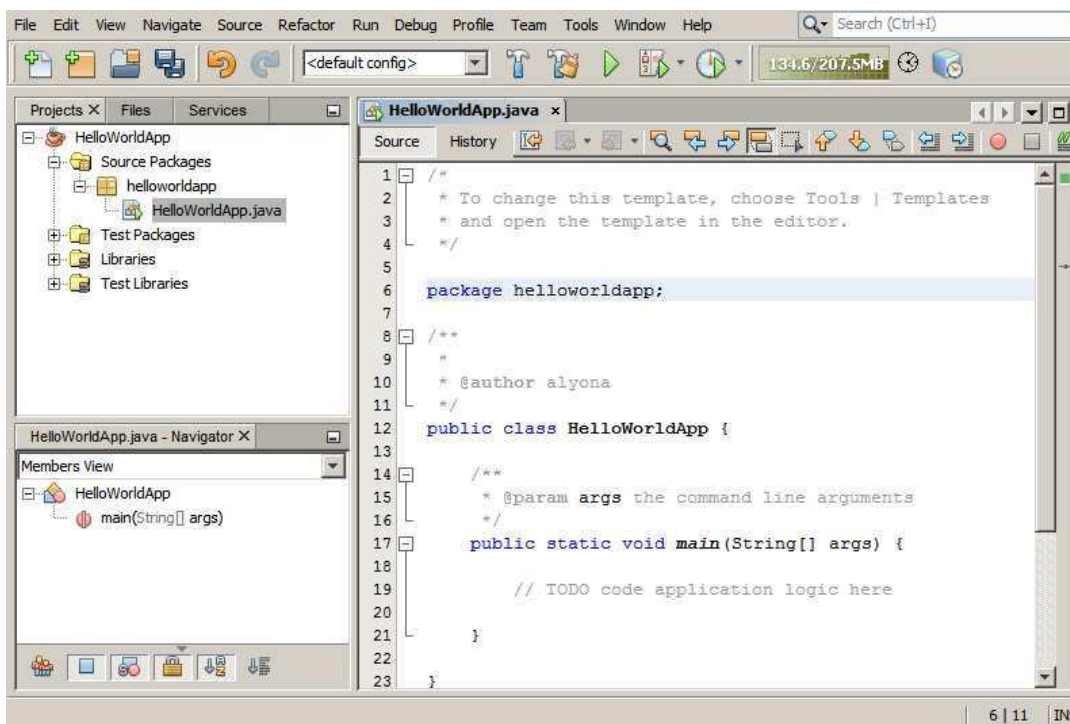 File Edit View Navigate Source Refactor Run Debug Profile Team Tools Window Help Search (Ctrl+I)
<default config> 134.6/207.5MB
Projects Files Services
HelloWorldApp
Source Packages
helloworldapp
HelloWorldApp.java
Test Packages
Libraries
Test Libraries
HelloWorldApp.java - Navigator
Members View
HelloWorldApp
main(String[] args)
HelloWorldApp.java
Source History
1 /*
2  * To change this template, choose Tools | Templates
3  * and open the template in the editor.
4  */
5
6 package helloworldapp;
7
8 /**
9  *
10  * @author alyona
11  */
12 public class HelloWorldApp {
13
14     /**
15      * @param args the command line arguments
16      */
17     public static void main(String[] args) {
18
19         // TODO code application logic here
20
21     }
22
23 }
6 | 11 IN